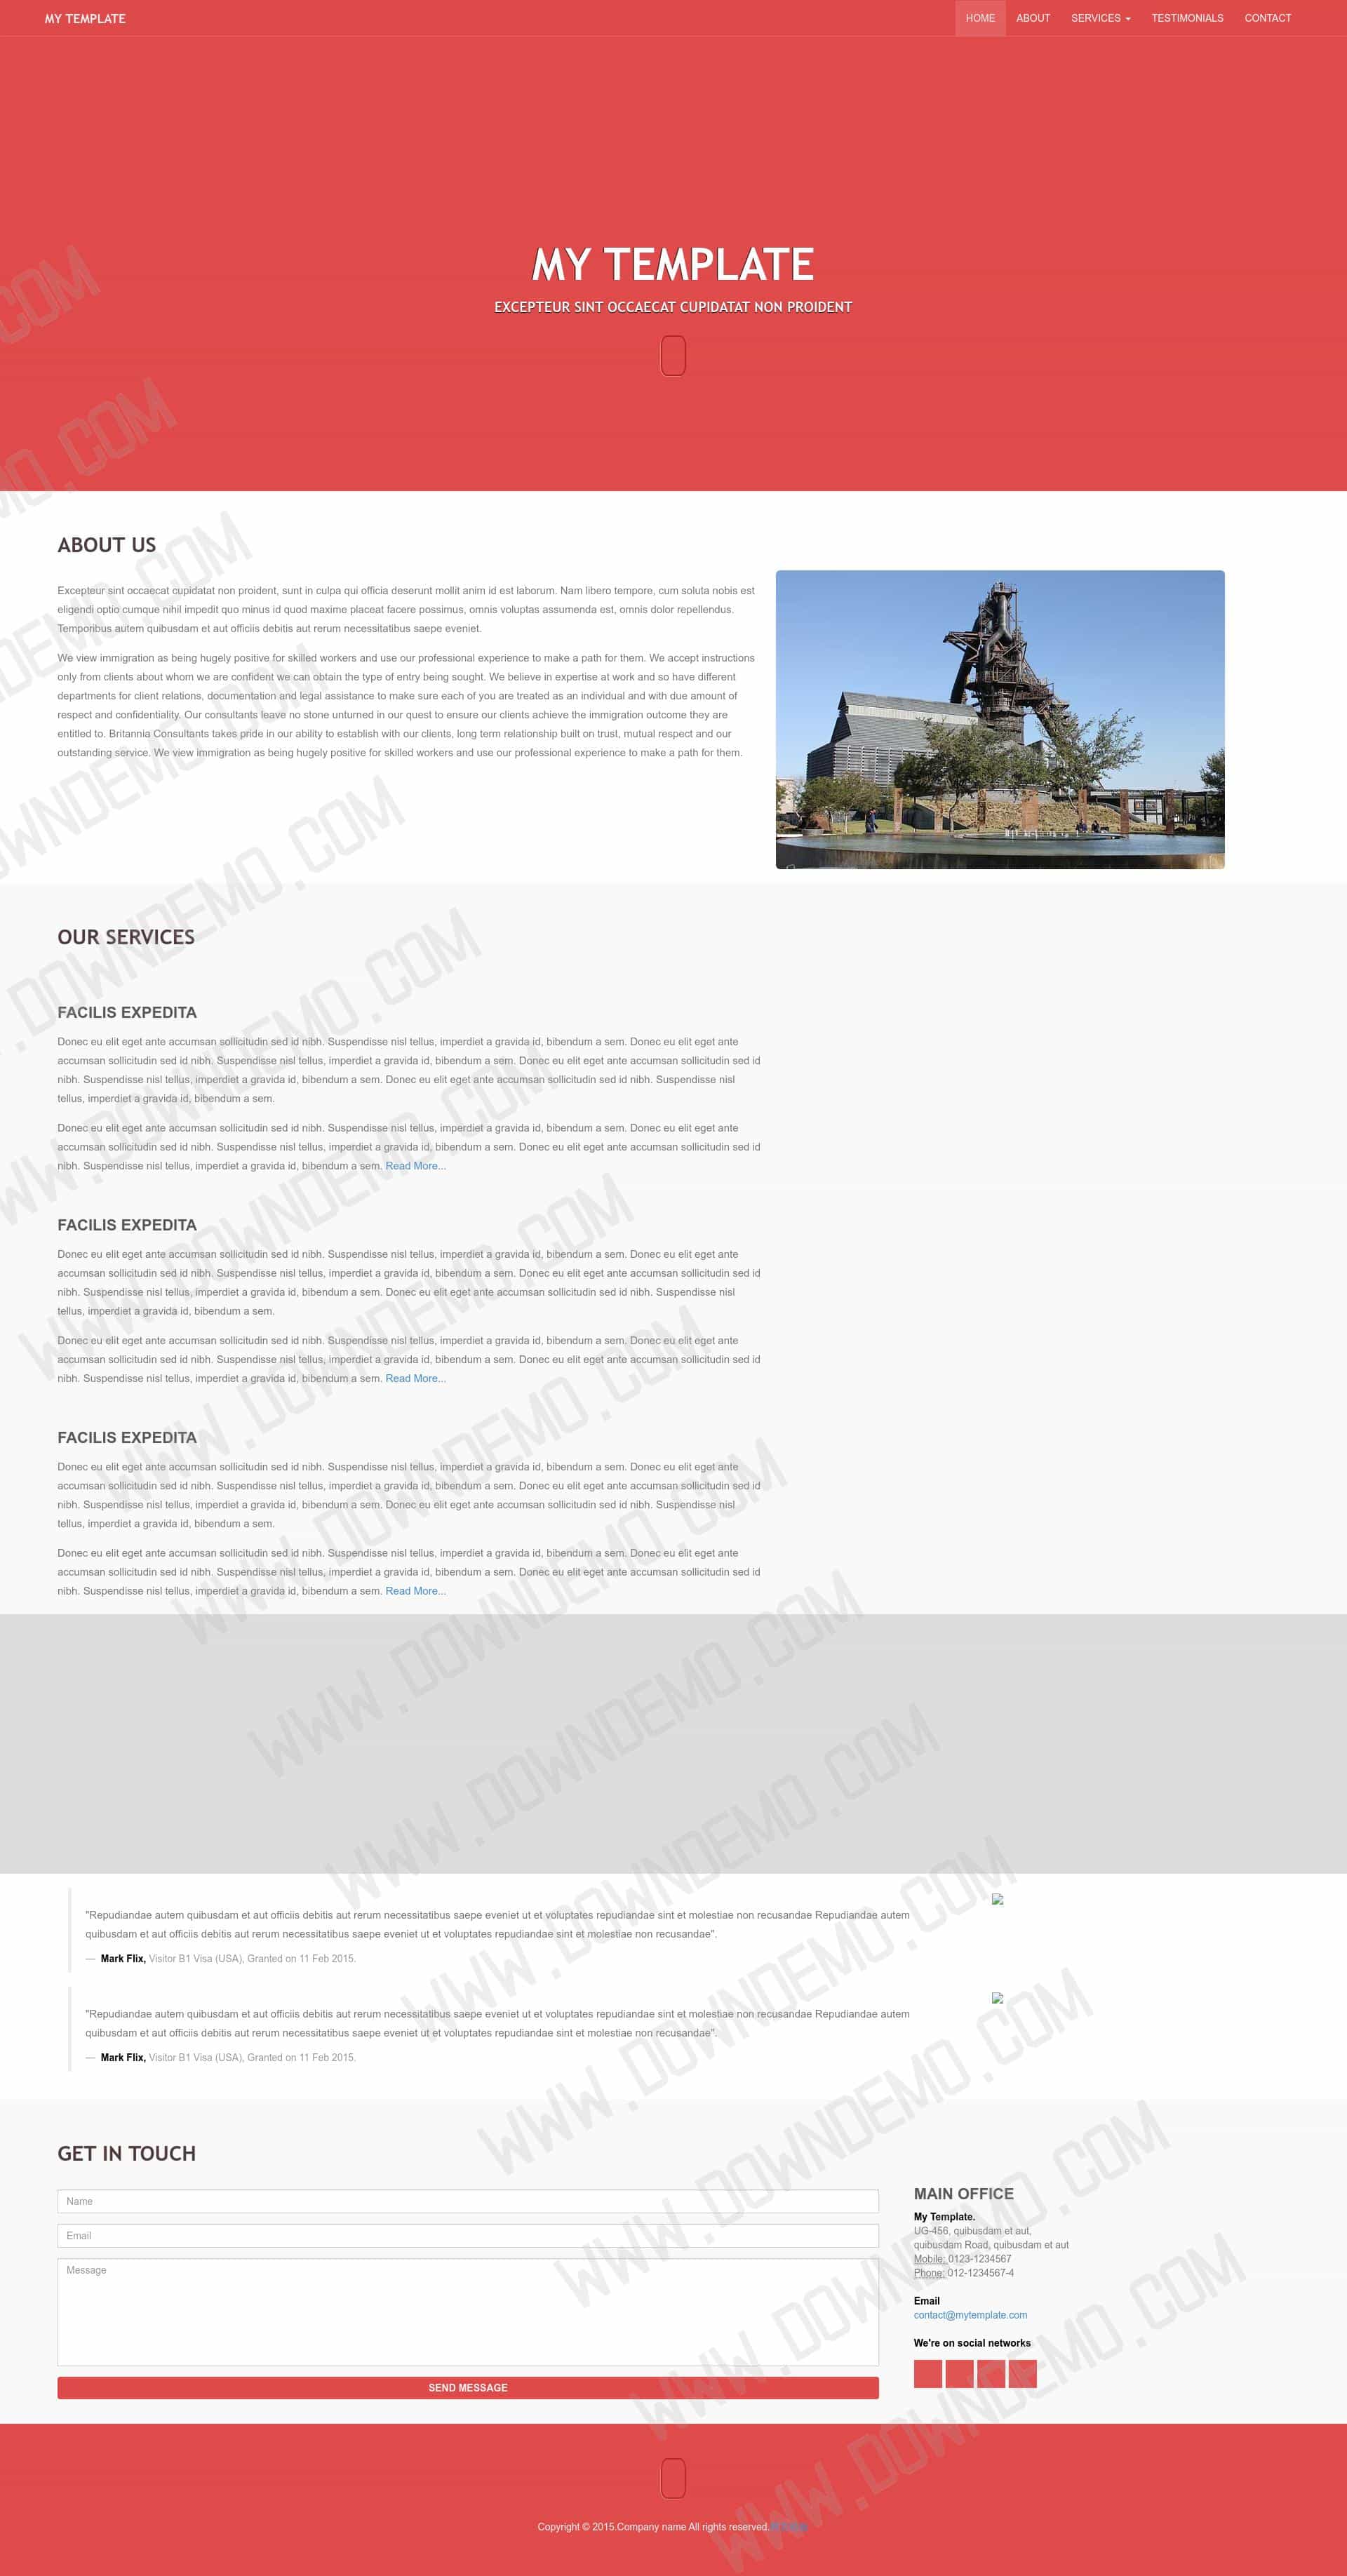 MY TEMPLATE
HOME
ABOUT
SERVICES
TESTIMONIALS
CONTACT
MY TEMPLATE
EXCEPTEUR SINT OCCAECAT CUPIDATAT NON PROIDENT
ABOUT US
Excepteur sint occaecat cupidatat non proident, sunt in culpa qui officia deserunt mollit anim id est laborum. Nam libero tempore, cum soluta nobis est
eligendi optio cumque nihil impedit quo minus id quod maxime placeat facere possimus, omnis voluptas assumenda est, omnis dolor repellendus.
Temporibus autem quibusdam et aut officiis debitis aut rerum necessitatibus saepe eveniet.
We view immigration as being hugely positive for skilled workers and use our professional experience to make a path for them. We accept instructions
only from clients about whom we are confident we can obtain the type of entry being sought. We believe in expertise at work and so have different
departments for client relations, documentation and legal assistance to make sure each of you are treated as an individual and with due amount of
respect and confidentiality. Our consultants leave no stone unturned in our quest to ensure our clients achieve the immigration outcome they are
entitled to. Britannia Consultants takes pride in our ability to establish with our clients, long term relationship built on trust, mutual respect and our
outstanding service. We view immigration as being hugely positive for skilled workers and use our professional experience to make a path for them.
OUR SERVICES
FACILIS EXPEDITA
Donec eu elit eget ante accumsan sollicitudin sed id nibh. Suspendisse nisl tellus, imperdiet a gravida id, bibendum a sem. Donec eu elit eget ante
accumsan sollicitudin sed id nibh. Suspendisse nisl tellus, imperdiet a gravida id, bibendum a sem. Donec eu elit eget ante accumsan sollicitudin sed id
nibh. Suspendisse nisl tellus, imperdiet a gravida id, bibendum a sem. Donec eu elit eget ante accumsan sollicitudin sed id nibh. Suspendisse nisl
tellus, imperdiet a gravida id, bibendum a sem.
Donec eu elit eget ante accumsan sollicitudin sed id nibh. Suspendisse nisl tellus, imperdiet a gravida id, bibendum a sem. Donec eu elit eget ante
accumsan sollicitudin sed id nibh. Suspendisse nisl tellus, imperdiet a gravida id, bibendum a sem. Donec eu elit eget ante accumsan sollicitudin sed id
nibh. Suspendisse nisl tellus, imperdiet a gravida id, bibendum a sem. Read More...
FACILIS EXPEDITA
Donec eu elit eget ante accumsan sollicitudin sed id nibh. Suspendisse nisl tellus, imperdiet a gravida id, bibendum a sem. Donec eu elit eget ante
accumsan sollicitudin sed id nibh. Suspendisse nisl tellus, imperdiet a gravida id, bibendum a sem. Donec eu elit eget ante accumsan sollicitudin sed id
nibh. Suspendisse nisl tellus, imperdiet a gravida id, bibendum a sem. Donec eu elit eget ante accumsan sollicitudin sed id nibh. Suspendisse nisl
tellus, imperdiet a gravida id, bibendum a sem.
Donec eu elit eget ante accumsan sollicitudin sed id nibh. Suspendisse nisl tellus, imperdiet a gravida id, bibendum a sem. Donec eu elit eget ante
accumsan sollicitudin sed id nibh. Suspendisse nisl tellus, imperdiet a gravida id, bibendum a sem. Donec eu elit eget ante accumsan sollicitudin sed id
nibh. Suspendisse nisl tellus, imperdiet a gravida id, bibendum a sem. Read More...
FACILIS EXPEDITA
Donec eu elit eget ante accumsan sollicitudin sed id nibh. Suspendisse nisl tellus, imperdiet a gravida id, bibendum a sem. Donec eu elit eget ante
accumsan sollicitudin sed id nibh. Suspendisse nisl tellus, imperdiet a gravida id, bibendum a sem. Donec eu elit eget ante accumsan sollicitudin sed id
nibh. Suspendisse nisl tellus, imperdiet a gravida id, bibendum a sem. Donec eu elit eget ante accumsan sollicitudin sed id nibh. Suspendisse nisl
tellus, imperdiet a gravida id, bibendum a sem.
Donec eu elit eget ante accumsan sollicitudin sed id nibh. Suspendisse nisl tellus, imperdiet a gravida id, bibendum a sem. Donec eu elit eget ante
accumsan sollicitudin sed id nibh. Suspendisse nisl tellus, imperdiet a gravida id, bibendum a sem. Donec eu elit eget ante accumsan sollicitudin sed id
nibh. Suspendisse nisl tellus, imperdiet a gravida id, bibendum a sem. Read More...
"Repudiandae autem quibusdam et aut officiis debitis aut rerum necessitatibus saepe eveniet ut et voluptates repudiandae sint et molestiae non recusandae Repudiandae autem
quibusdam et aut officiis debitis aut rerum necessitatibus saepe eveniet ut et voluptates repudiandae sint et molestiae non recusandae".
— Mark Flix, Visitor B1 Visa (USA), Granted on 11 Feb 2015.
"Repudiandae autem quibusdam et aut officiis debitis aut rerum necessitatibus saepe eveniet ut et voluptates repudiandae sint et molestiae non recusandae Repudiandae autem
quibusdam et aut officiis debitis aut rerum necessitatibus saepe eveniet ut et voluptates repudiandae sint et molestiae non recusandae".
— Mark Flix, Visitor B1 Visa (USA), Granted on 11 Feb 2015.
GET IN TOUCH
Name
Email
Message
SEND MESSAGE
MAIN OFFICE
My Template.
UG-456, quibusdam et aut,
quibusdam Road, quibusdam et aut
Mobile: 0123-1234567
Phone: 012-1234567-4
Email
contact@mytemplate.com
We're on social networks
Copyright © 2015.Company name All rights reserved.
WWW.DOWNDEMO.COM